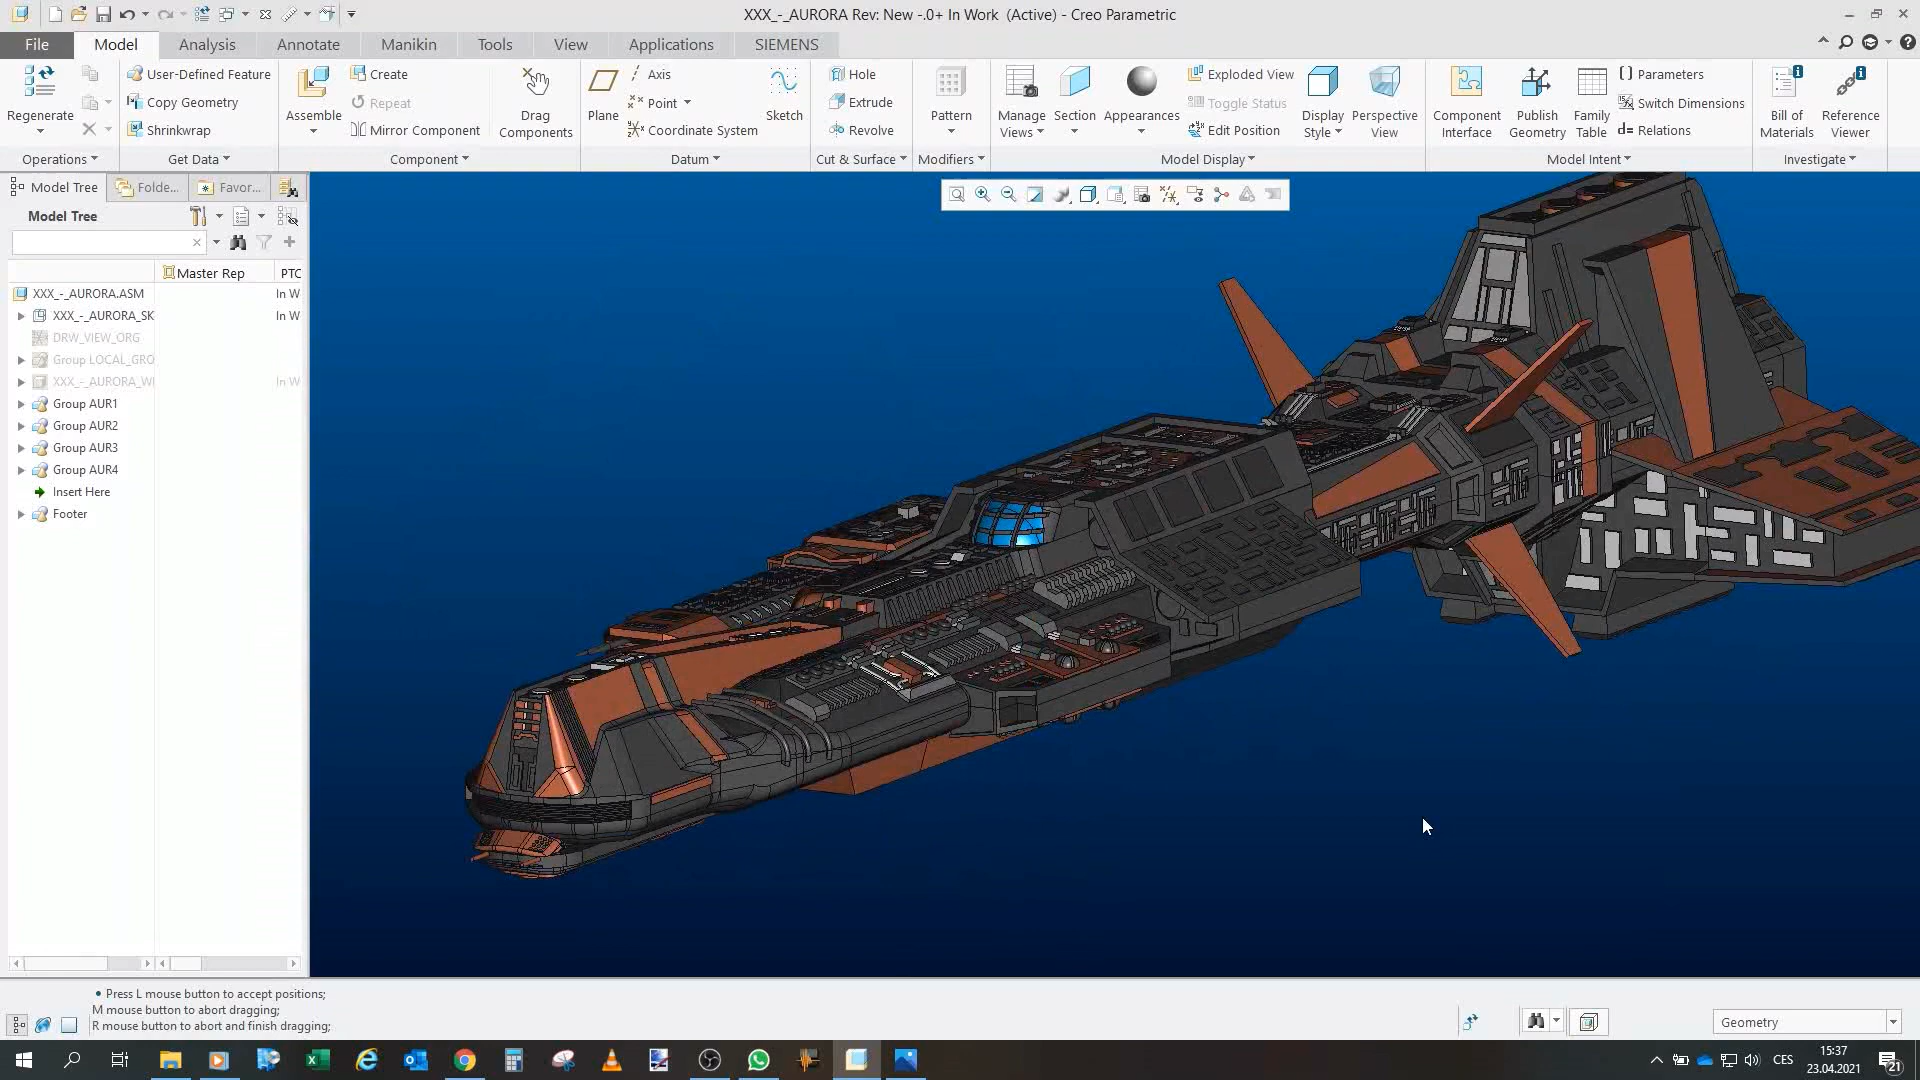 XXX_-_AURORA Rev: New -.0+ In Work (Active) - Creo Parametric
File Model Analysis Annotate Manikin Tools View Applications SIEMENS
Regenerate
User-Defined Feature
Copy Geometry
Shrinkwrap
Assemble
Create
Repeat
Mirror Component
Drag
Components
Plane
Axis
Point
Coordinate System
Sketch
Hole
Extrude
Revolve
Pattern
Manage
Views
Section
Appearances
Exploded View
Toggle Status
Edit Position
Display
Style
Perspective
View
Component
Interface
Publish
Geometry
Family
Table
Parameters
Switch Dimensions
d= Relations
Bill of
Materials
Reference
Viewer
Operations Get Data Component Datum Cut & Surface Modifiers Model Display Model Intent Investigate
Model Tree Folde... Favor...
Model Tree
Master Rep PTC
XXX_-_AURORA.ASM In W
XXX_-_AURORA_SK In W
DRW_VIEW_ORG
Group LOCAL_GRO
XXX_-_AURORA_WI In W
Group AUR1
Group AUR2
Group AUR3
Group AUR4
Insert Here
Footer
• Press L mouse button to accept positions;
M mouse button to abort dragging;
R mouse button to abort and finish dragging;
Geometry
CES
15:37
23.04.2021
21